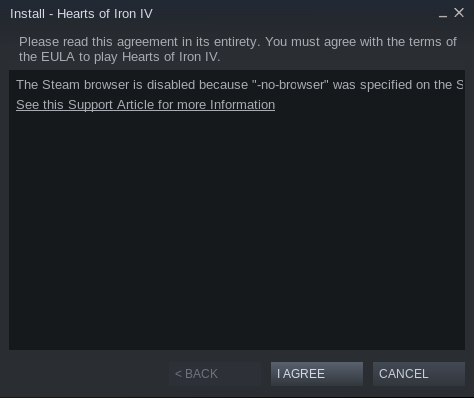 Install - Hearts of Iron IV
Please read this agreement in its entirety. You must agree with the terms of
the EULA to play Hearts of Iron IV.
The Steam browser is disabled because "-no-browser" was specified on the S
See this Support Article for more Information
< BACK
I AGREE
CANCEL